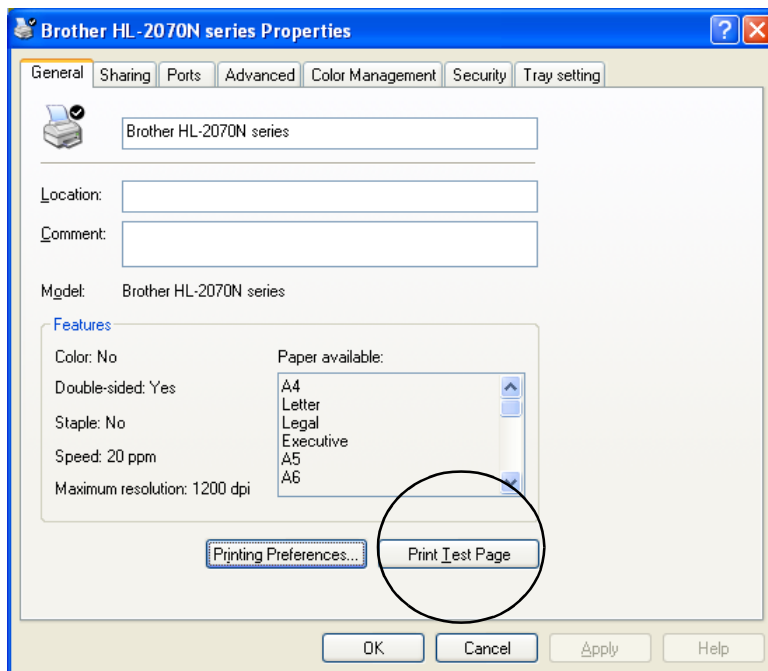 Brother HL-2070N series Properties
General Sharing Ports Advanced Color Management Security Tray setting
Brother HL-2070N series
Location:
Comment:
Model: Brother HL-2070N series
Features
Color: No
Double-sided: Yes
Staple: No
Speed: 20 ppm
Maximum resolution: 1200 dpi
Paper available:
A4
Letter
Legal
Executive
A5
A6
Printing Preferences... Print Test Page
OK Cancel Apply Help